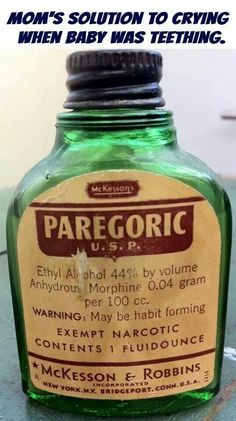 MOM'S SOLUTION TO CRYING
WHEN BABY WAS TEETHING.
McKesson's
PAREGORIC
U.S.P.
Ethyl Alcohol 44% by volume
Anhydrous Morphine 0.04 gram
per 100 cc.
WARNING: May be habit forming
EXEMPT NARCOTIC
CONTENTS 1 FLUIDOUNCE
McKESSON & ROBBINS
INCORPORATED
NEW YORK, N.Y. BRIDGEPORT, CONN. U.S.A.